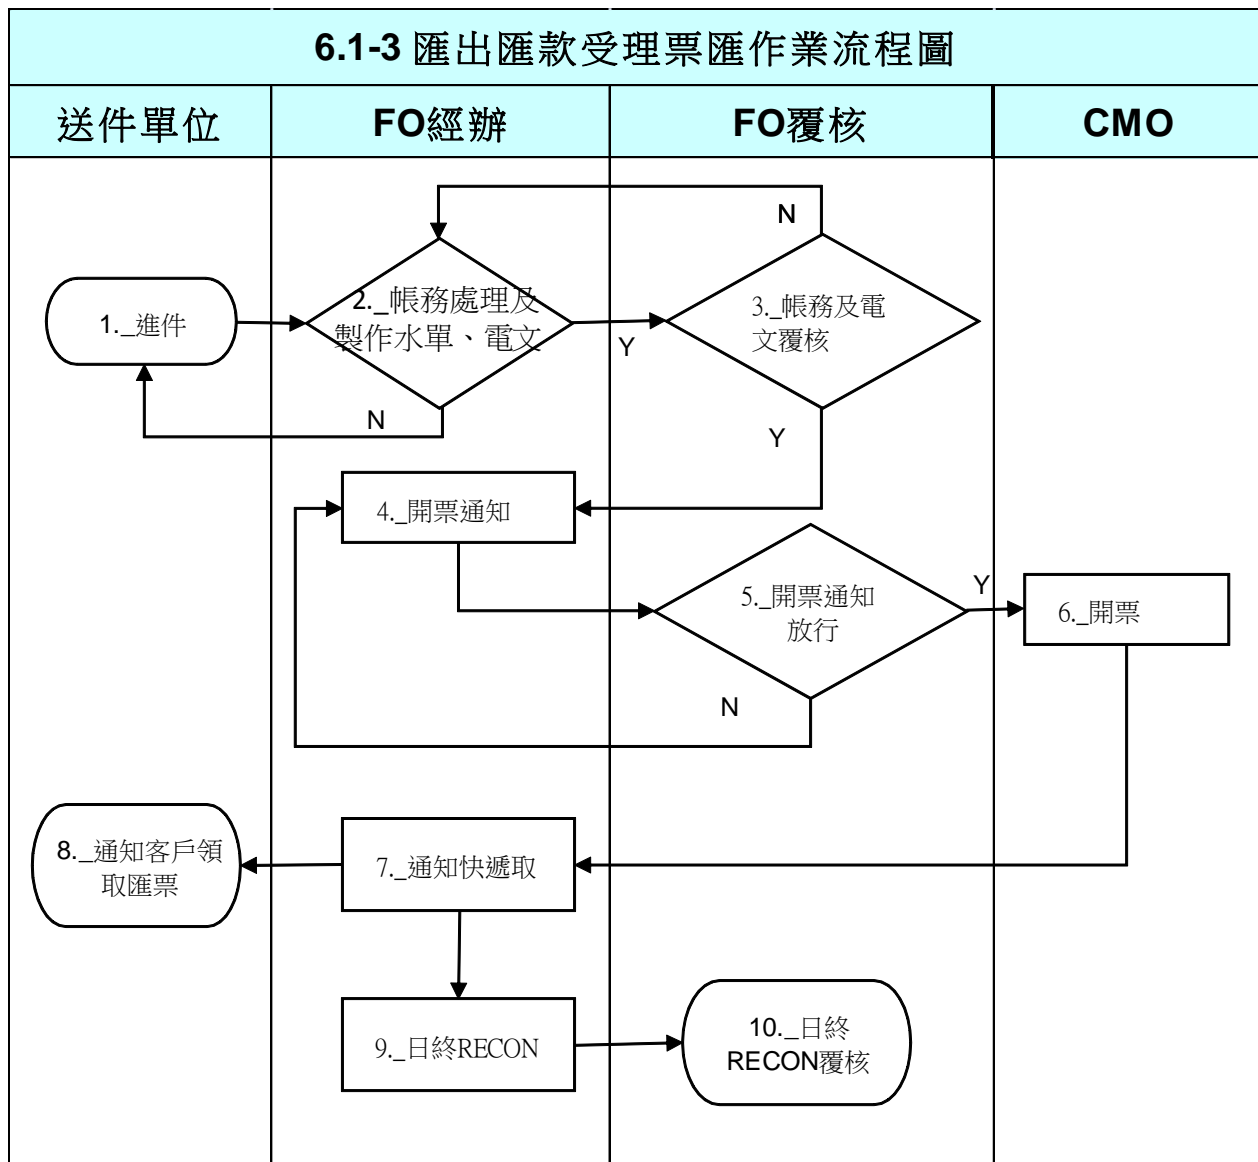 6.1-3 匯出匯款受理票匯作業流程圖
送件單位
FO經辦
FO覆核
CMO
N
1._進件
2._帳務處理及
製作水單、電文
Y
3._帳務及電
文覆核
N
Y
4._開票通知
5._開票通知
放行
Y
6._開票
N
8._通知客戶領
取匯票
7._通知快遞取
9._日終RECON
10._日終
RECON覆核